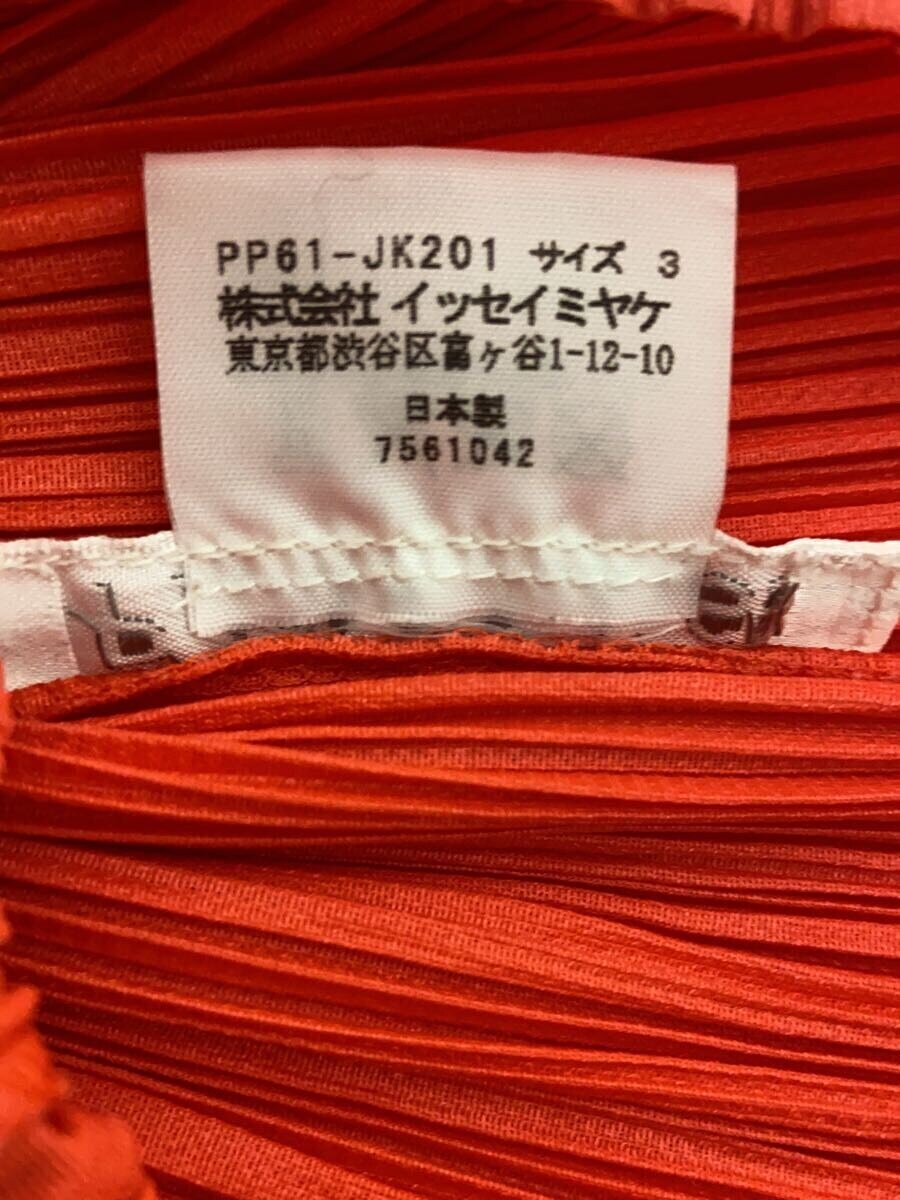 PP61-JK201 サイズ 3
株式会社 イッセイミヤケ
東京都渋谷区富ヶ谷1-12-10
日本製
7561042